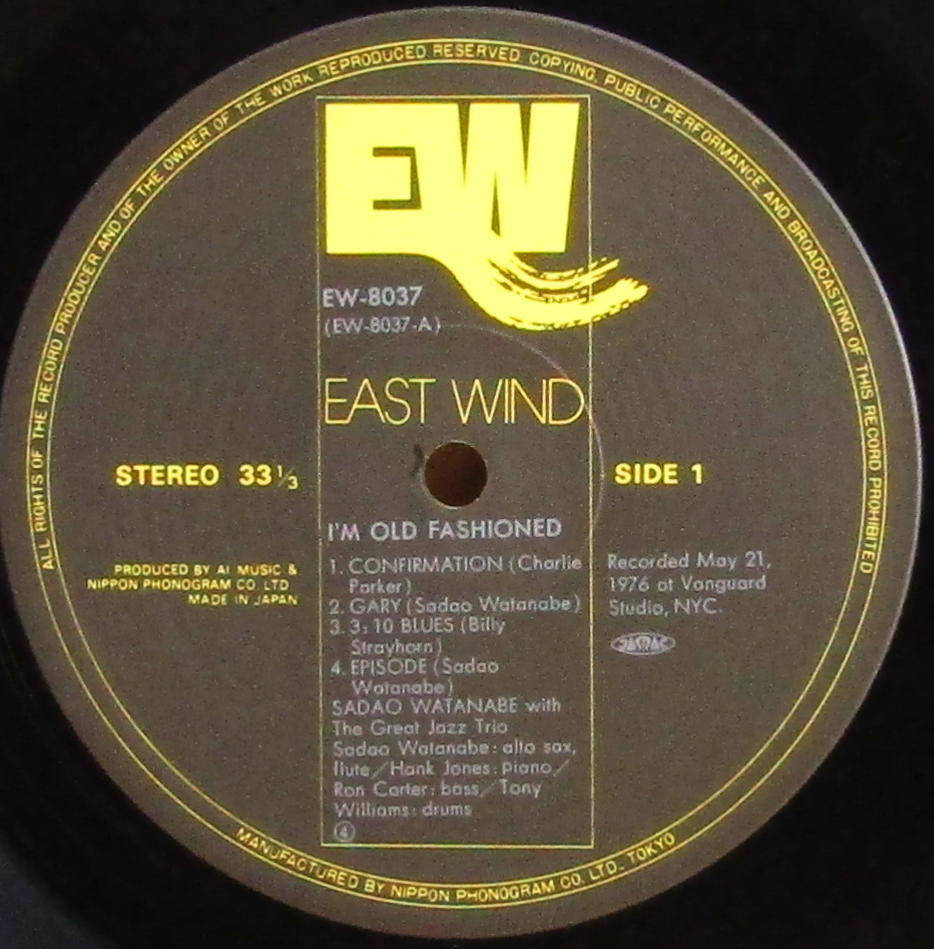 ALL RIGHTS OF THE RECORD PRODUCER AND OF THE OWNER OF THE WORK REPRODUCED RESERVED. COPYING, PUBLIC PERFORMANCE AND BROADCASTING OF THIS RECORD PROHIBITED
EW
EW-8037
(EW-8037-A)
EAST WIND
STEREO 33⅓
SIDE 1
I'M OLD FASHIONED
PRODUCED BY AI MUSIC &
NIPPON PHONOGRAM CO. LTD
MADE IN JAPAN
1. CONFIRMATION (Charlie
Parker)
2. GARY (Sadao Watanabe)
3. 3:10 BLUES (Billy
Strayhorn)
4. EPISODE (Sadao
Watanabe)
SADAO WATANABE with
The Great Jazz Trio
Sadao Watanabe: alto sax,
flute/Hank Jones: piano/
Ron Carter: bass/Tony
Williams: drums
④
Recorded May 21,
1976 at Vanguard
Studio, NYC.
JASRAC
MANUFACTURED BY NIPPON PHONOGRAM CO. LTD., TOKYO